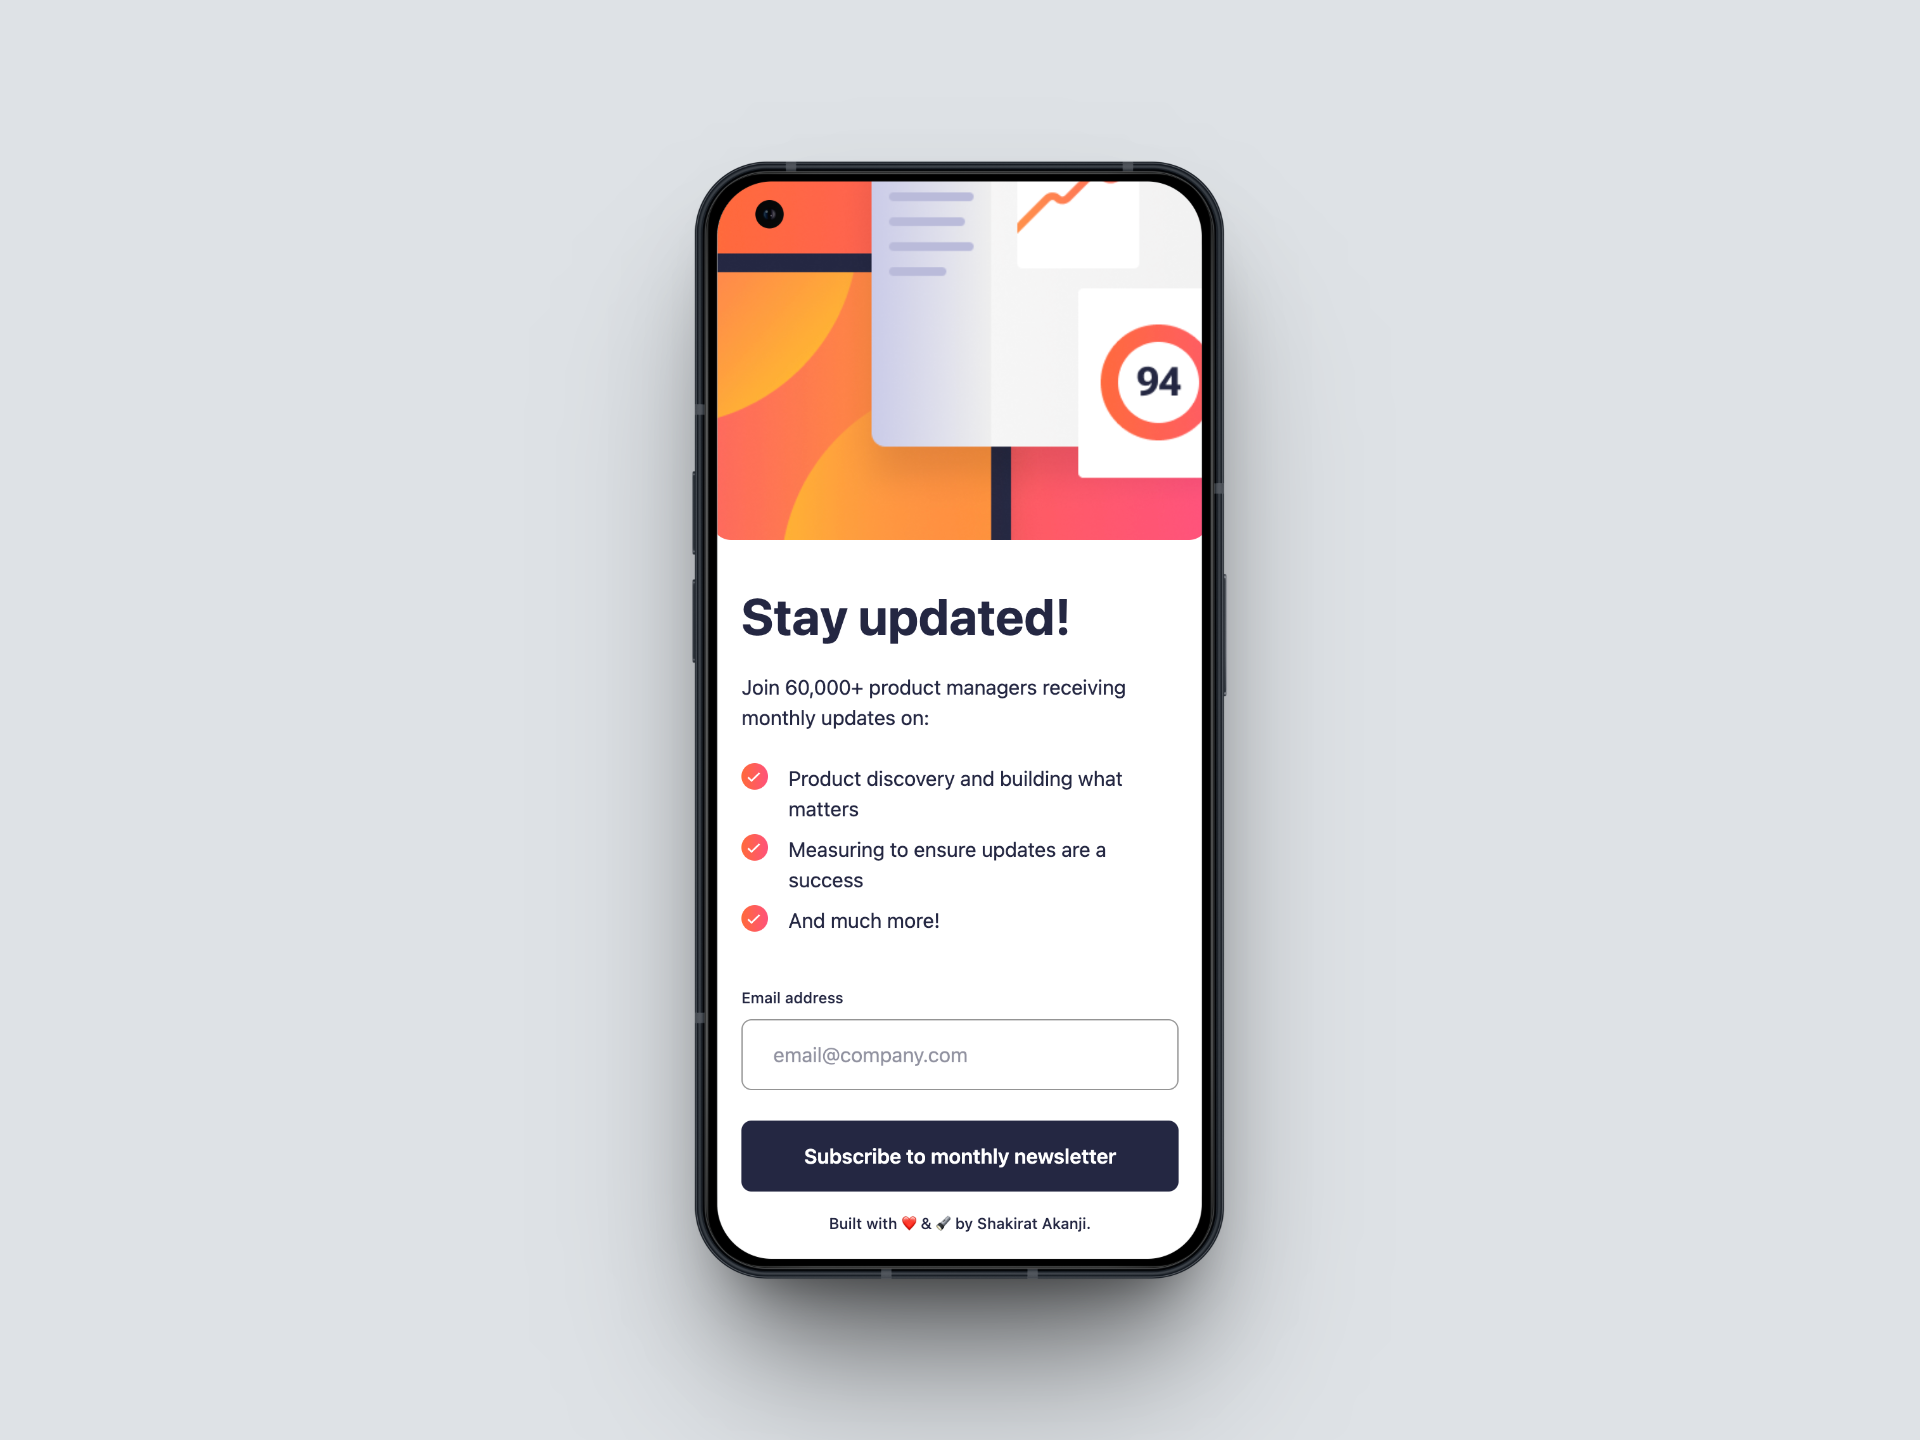 94
Stay updated!
Join 60,000+ product managers receiving
monthly updates on:
Product discovery and building what
matters
Measuring to ensure updates are a
success
And much more!
Email address
email@company.com
Subscribe to monthly newsletter
Built with ❤️ & 🔦 by Shakirat Akanji.